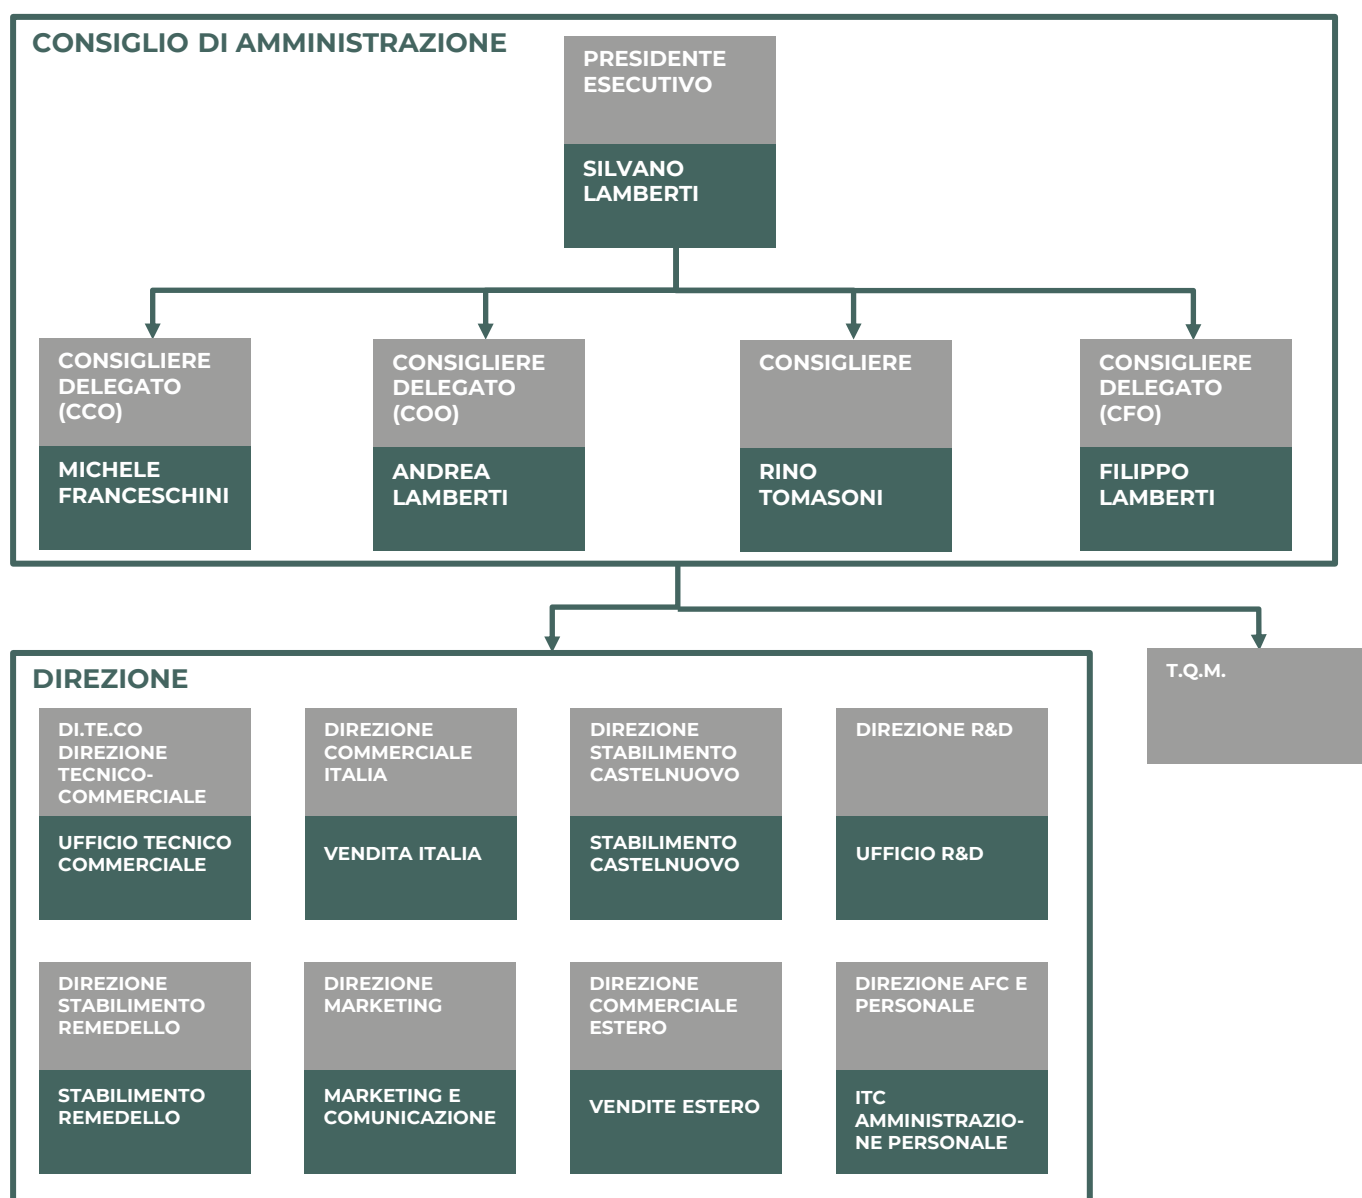 CONSIGLIO DI AMMINISTRAZIONE
PRESIDENTE
ESECUTIVO
SILVANO
LAMBERTI
CONSIGLIERE
DELEGATO
(CCO)
MICHELE
FRANCESCHINI
CONSIGLIERE
DELEGATO
(COO)
ANDREA
LAMBERTI
CONSIGLIERE
RINO
TOMASONI
CONSIGLIERE
DELEGATO
(CFO)
FILIPPO
LAMBERTI
DIREZIONE
T.Q.M.
DI.TE.CO
DIREZIONE
TECNICO-
COMMERCIALE
UFFICIO TECNICO
COMMERCIALE
DIREZIONE
COMMERCIALE
ITALIA
VENDITA ITALIA
DIREZIONE
STABILIMENTO
CASTELNUOVO
STABILIMENTO
CASTELNUOVO
DIREZIONE R&D
UFFICIO R&D
DIREZIONE
STABILIMENTO
REMEDELLO
STABILIMENTO
REMEDELLO
DIREZIONE
MARKETING
MARKETING E
COMUNICAZIONE
DIREZIONE
COMMERCIALE
ESTERO
VENDITE ESTERO
DIREZIONE AFC E
PERSONALE
ITC
AMMINISTRAZIO-
NE PERSONALE